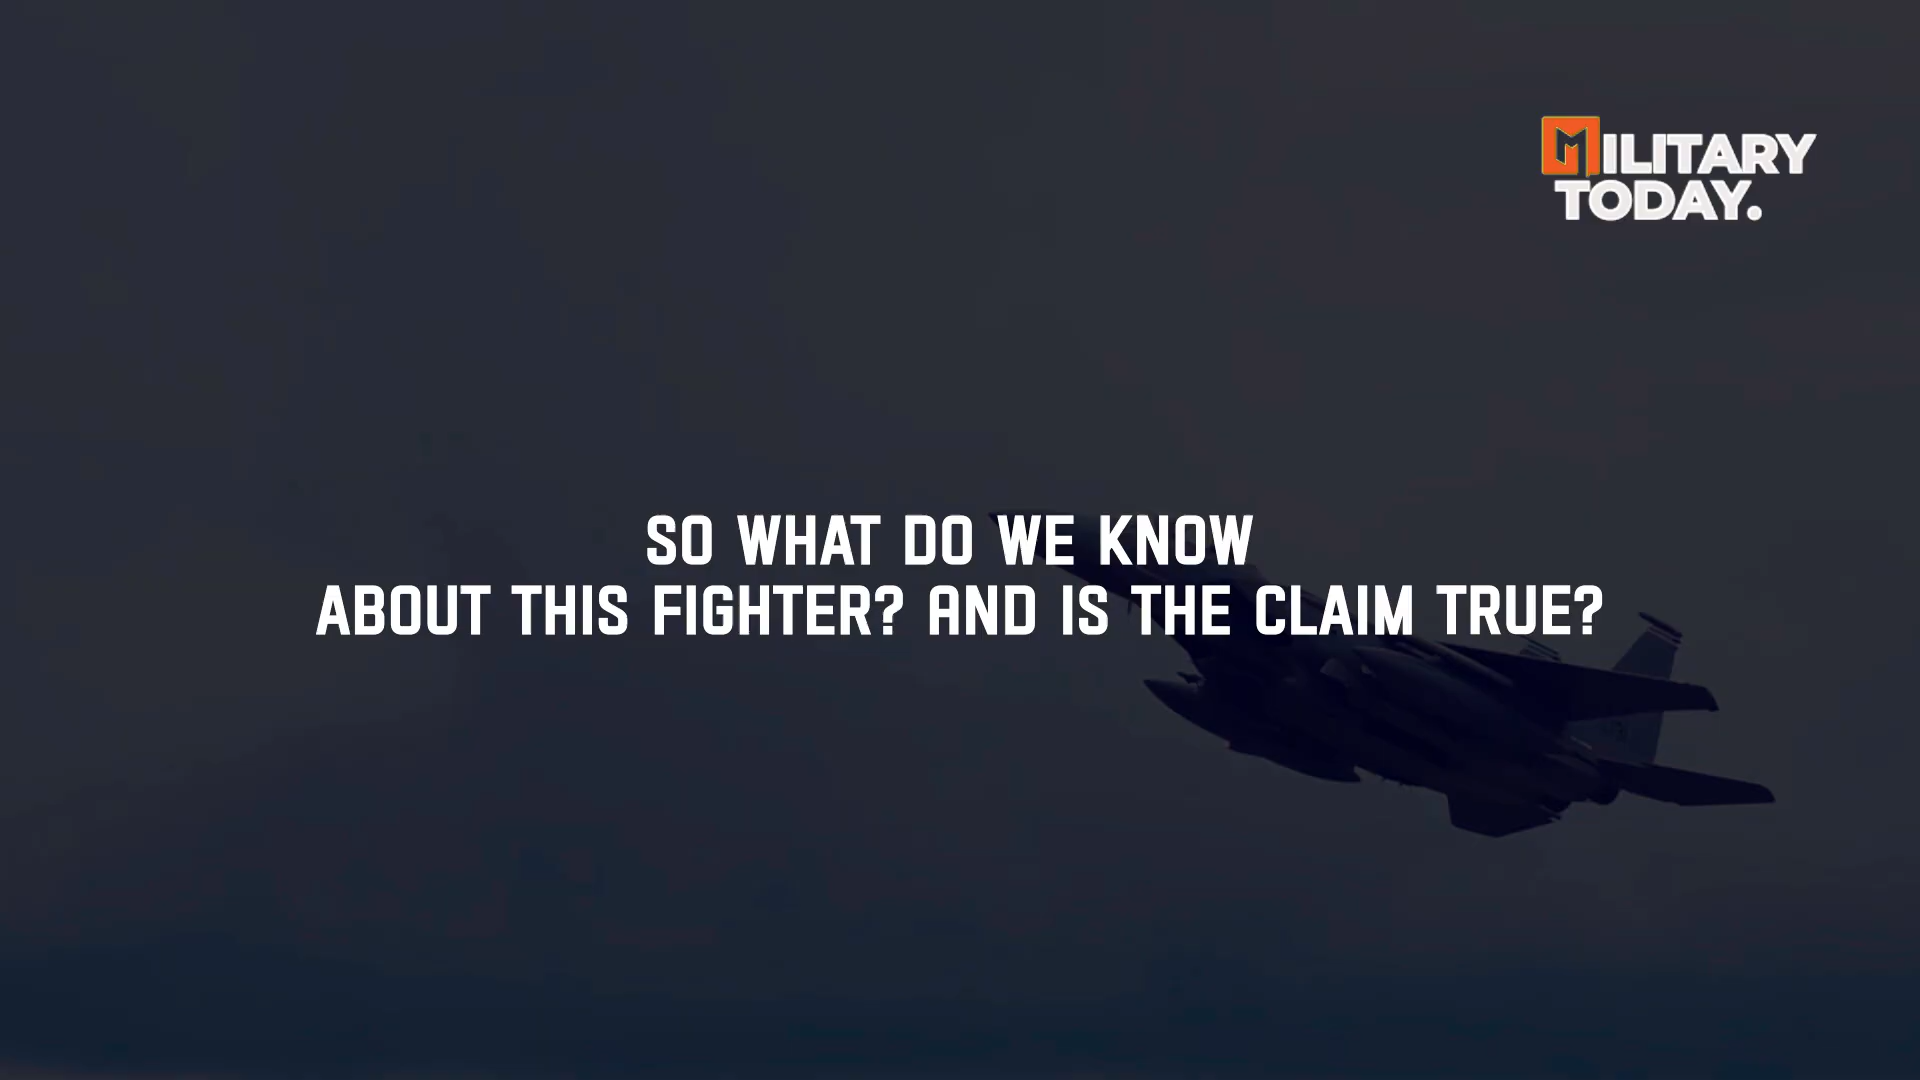 MILITARY
TODAY.
SO WHAT DO WE KNOW
ABOUT THIS FIGHTER? AND IS THE CLAIM TRUE?